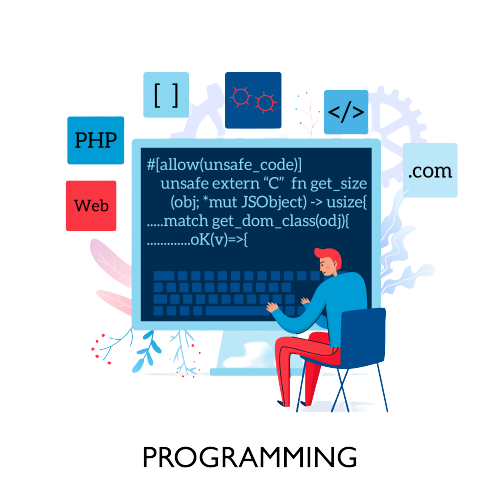 [ ]
</>
PHP
.com
Web
#[allow(unsafe_code)]
unsafe extern “C” fn get_size
(obj; *mut JSObject) -> usize{
.....match get_dom_class(odj){
..............oK(v)=>{
PROGRAMMING